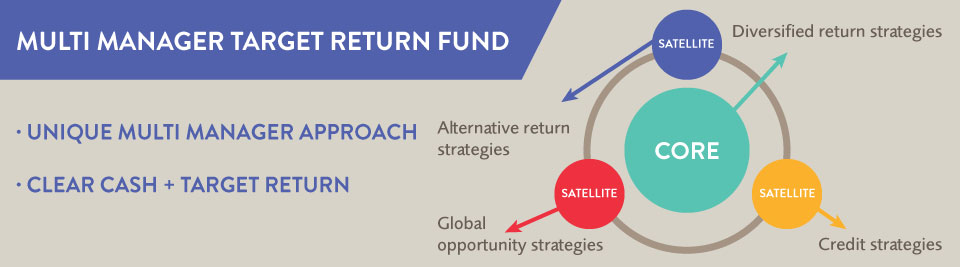 MULTI MANAGER TARGET RETURN FUND
· UNIQUE MULTI MANAGER APPROACH
· CLEAR CASH + TARGET RETURN
SATELLITE
Diversified return strategies
Alternative return
strategies
CORE
SATELLITE
SATELLITE
Global
opportunity strategies
Credit strategies